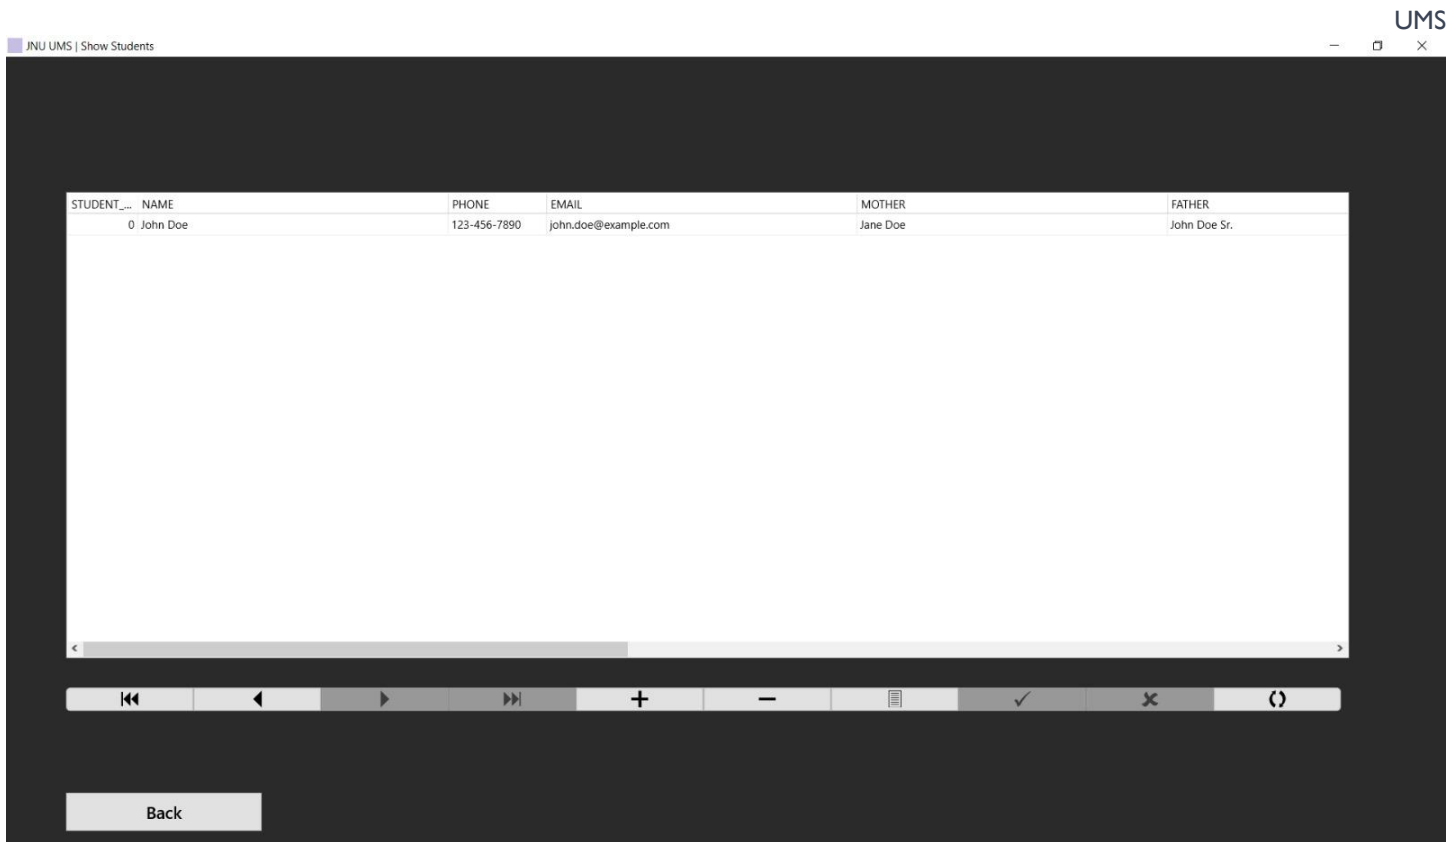 UMS
JNU UMS | Show Students
STUDENT_... NAME PHONE EMAIL MOTHER FATHER
0 John Doe 123-456-7890 john.doe@example.com Jane Doe John Doe Sr.
Back